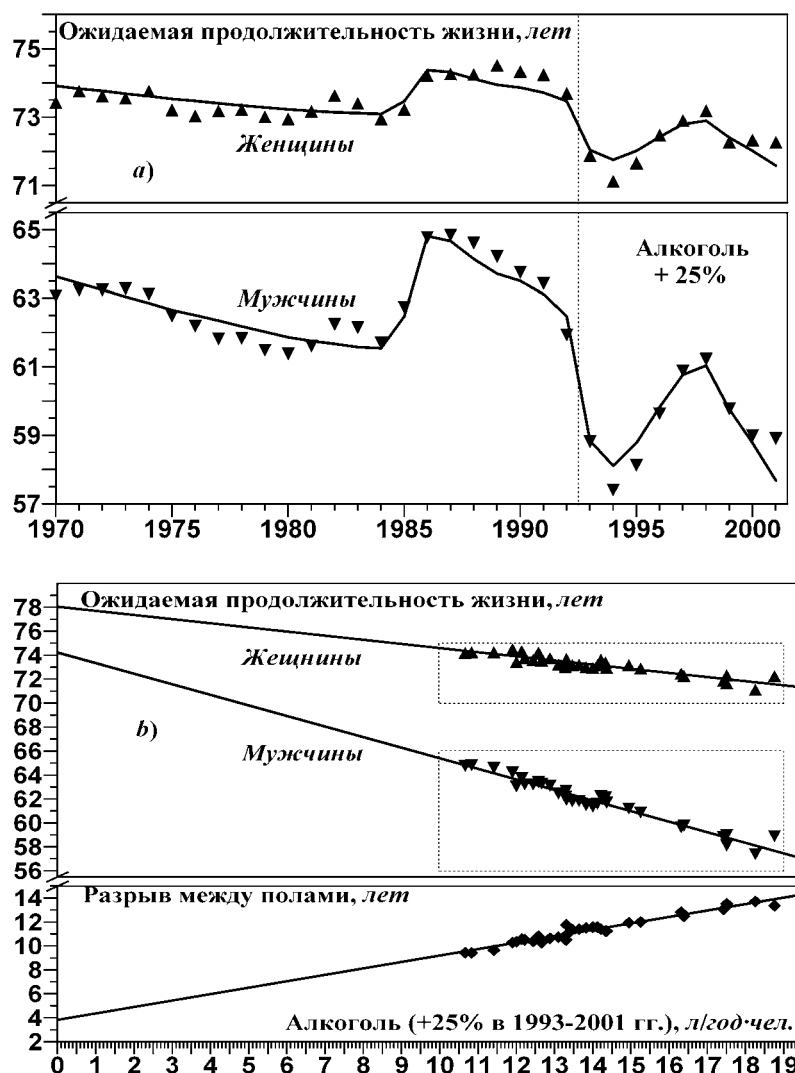 Ожидаемая продолжительность жизни, лет
75
73
71
Женщины
a)
65
63
61
59
57
Мужчины
Алкоголь
+ 25%
1970 1975 1980 1985 1990 1995 2000
Ожидаемая продолжительность жизни, лет
78
76
74
72
70
68
66
64
62
60
58
56
Жещнины
b)
Мужчины
Разрыв между полами, лет
14
12
10
8
6
4
2
Алкоголь (+25% в 1993-2001 гг.), л/год·чел.
0 1 2 3 4 5 6 7 8 9 10 11 12 13 14 15 16 17 18 19